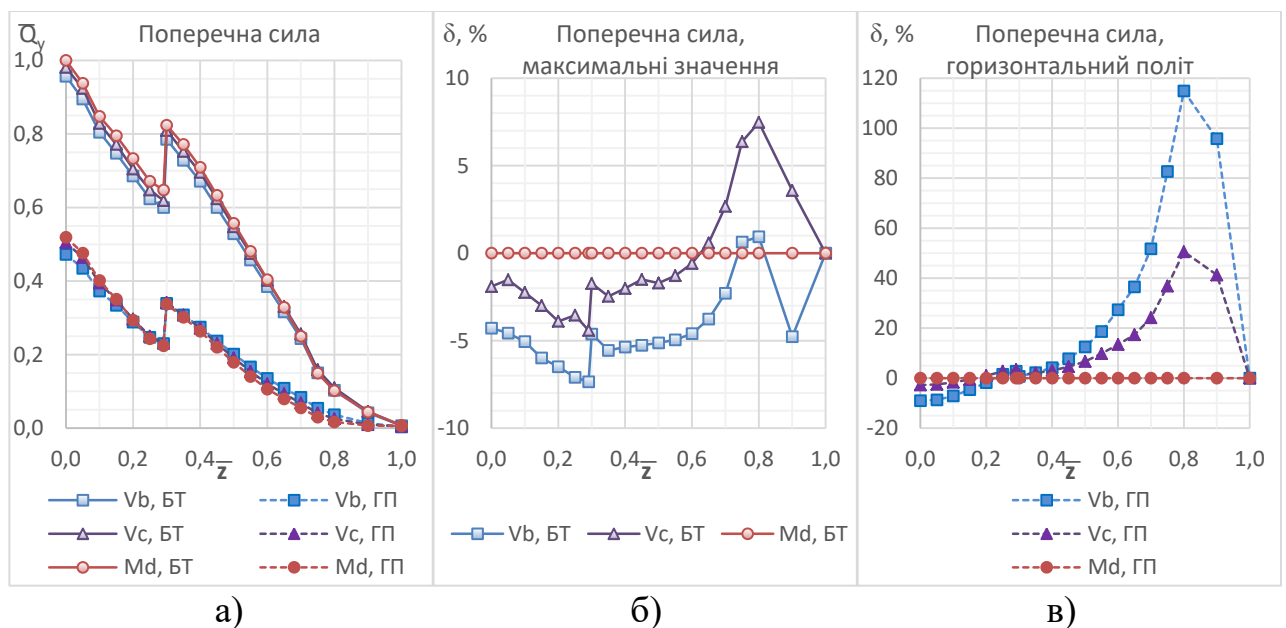 Q̅ᵧ
Поперечна сила
1,0
0,8
0,6
0,4
0,2
0,0
0,0 0,2 0,4 0,6 0,8 1,0
z̅
Vb, БТ Vb, ГП
Vc, БТ Vc, ГП
Md, БТ Md, ГП
а)
δ, %
Поперечна сила,
максимальні значення
10
5
0
-5
-10
0,0 0,2 0,4 0,6 0,8 1,0
z̅
Vb, БТ Vc, БТ Md, БТ
б)
δ, %
Поперечна сила,
горизонтальний політ
120
100
80
60
40
20
0
-20
0,0 0,2 0,4 0,6 0,8 1,0
z̅
Vb, ГП
Vc, ГП
Md, ГП
в)